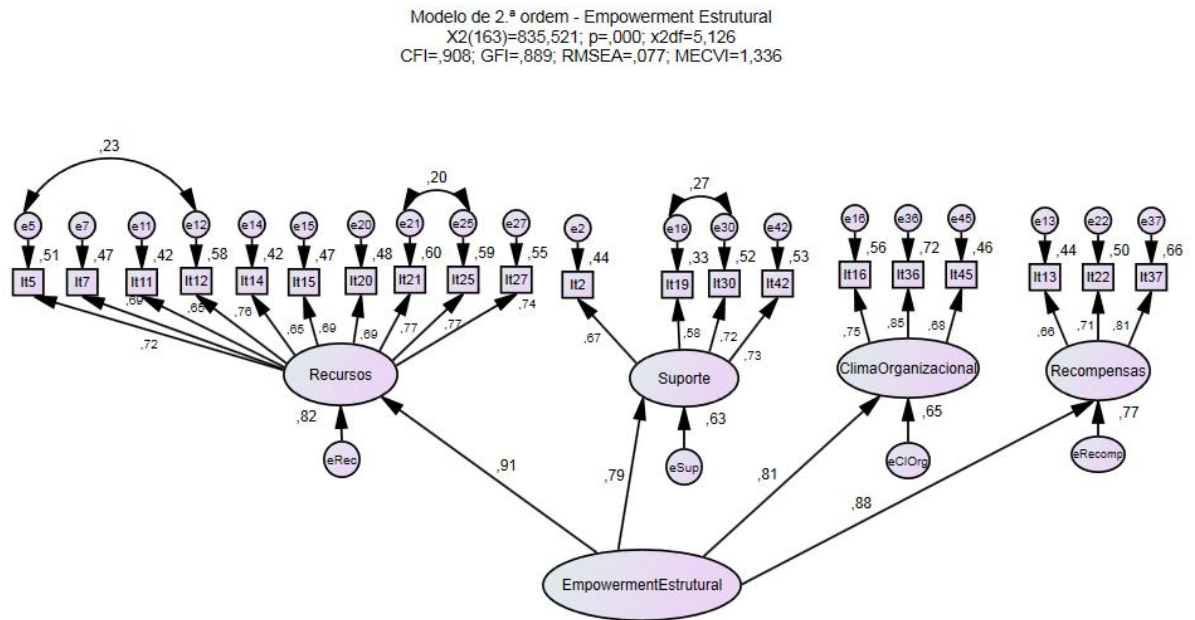 Modelo de 2.ª ordem - Empowerment Estrutural
X2(163)=835,521; p=,000; x2df=5,126
CFI=,908; GFI=,889; RMSEA=,077; MECVI=1,336
,23
,20
,27
e5 e7 e11 e12 e14 e15 e20 e21 e25 e27 e2 e19 e30 e42 e16 e36 e45 e13 e22 e37
,51 ,47 ,42 ,58 ,42 ,47 ,48 ,60 ,59 ,55 ,44 ,33 ,52 ,53 ,56 ,72 ,46 ,44 ,50 ,66
It5 It7 It11 It12 It14 It15 It20 It21 It25 It27 It2 It19 It30 It42 It16 It36 It45 It13 It22 It37
,72 ,69 ,65 ,76 ,65 ,69 ,69 ,77 ,77 ,74 ,67 ,58 ,72 ,73 ,75 ,85 ,68 ,66 ,71 ,81
Recursos Suporte ClimaOrganizacional Recompensas
,82 ,63 ,65 ,77
eRec eSup eClOrg eRecomp
,91 ,79 ,81 ,88
EmpowermentEstrutural